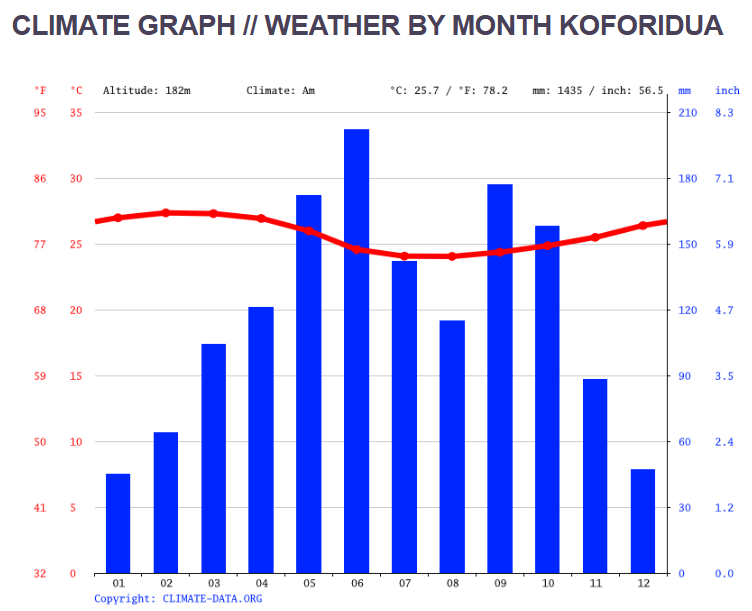 CLIMATE GRAPH // WEATHER BY MONTH KOFORIDUA
°F °C Altitude: 182m Climate: Am °C: 25.7 / °F: 78.2 mm: 1435 / inch: 56.5 mm inch
95 35 210 8.3
86 30 180 7.1
77 25 150 5.9
68 20 120 4.7
59 15 90 3.5
50 10 60 2.4
41 5 30 1.2
32 0 0 0.0
01 02 03 04 05 06 07 08 09 10 11 12
Copyright: CLIMATE-DATA.ORG